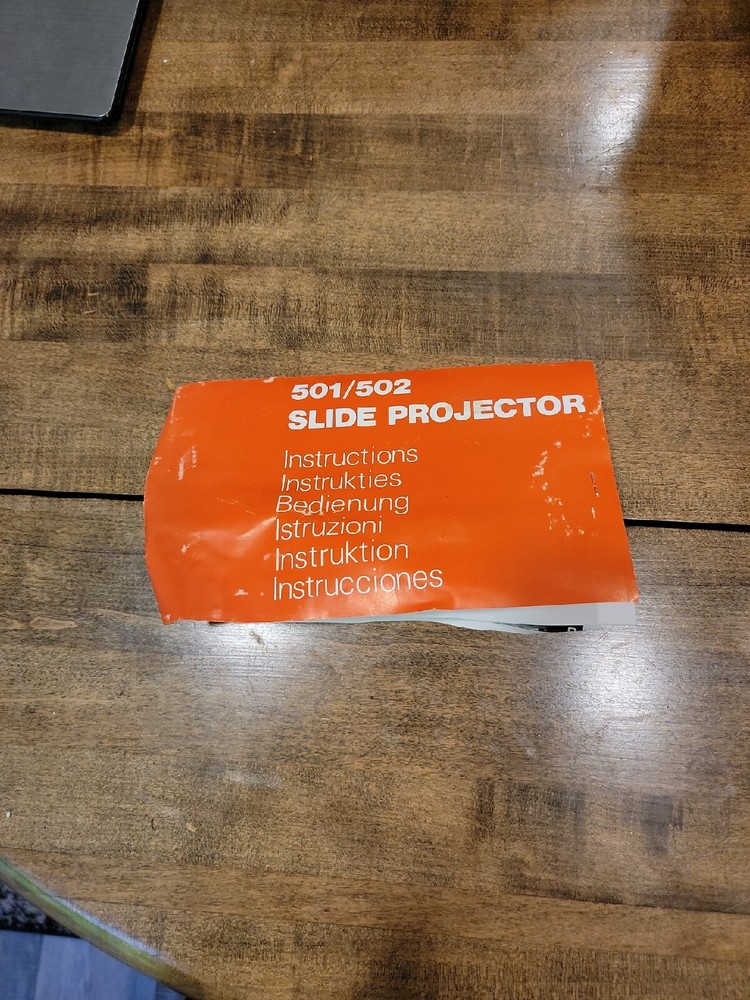 501/502
SLIDE PROJECTOR
Instructions
Instrukties
Bedienung
Istruzioni
Instruktion
Instrucciones